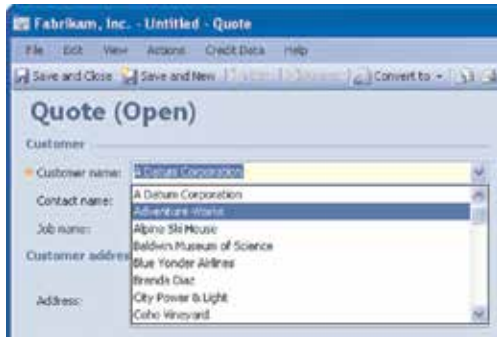 Fabrikam, Inc. - Untitled - Quote
File Edit View Actions Credit Data Help
Save and Close Save and New Convert to
Quote (Open)
Customer
Customer name: A Datum Corporation
Contact name: A Datum Corporation
Adventure Works
Job name: Alpine Ski House
Baldwin Museum of Science
Customer addres Blue Yonder Airlines
Brenda Diaz
Address: City Power & Light
Coho Vineyard